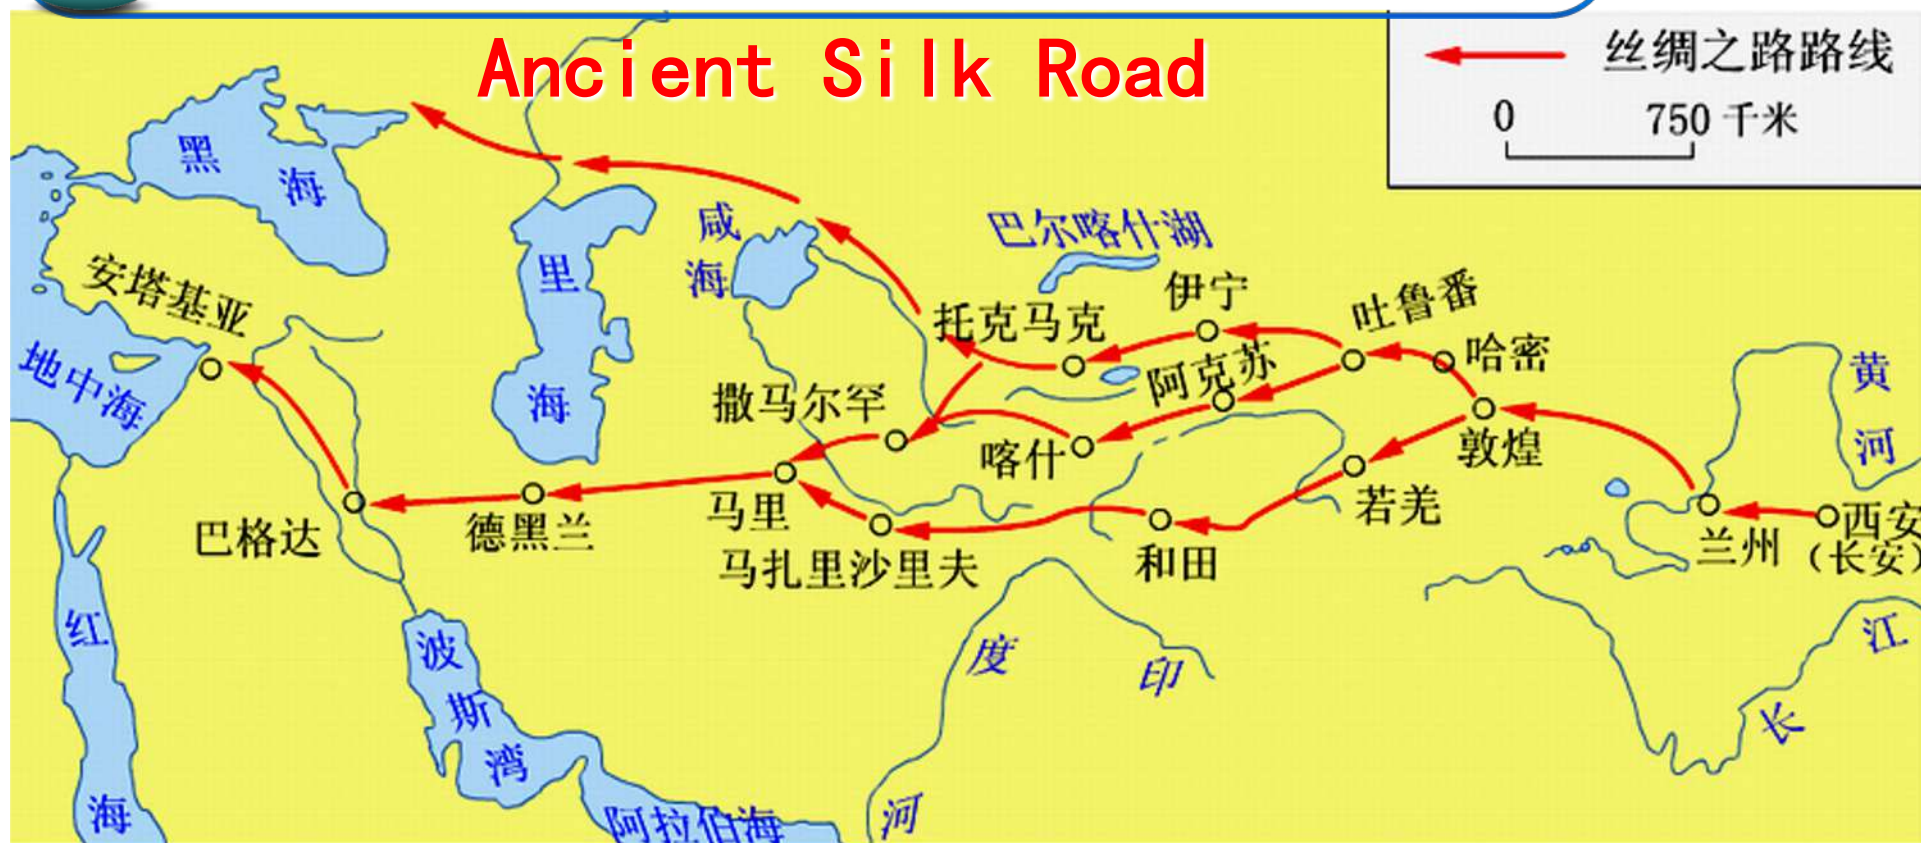 Ancient Silk Road
丝绸之路路线
0 750 千米
黑海
咸海
巴尔喀什湖
里海
安塔基亚
地中海
托克马克
伊宁
吐鲁番
哈密
阿克苏
撒马尔罕
喀什
敦煌
黄河
马里
若羌
巴格达
德黑兰
马扎里沙里夫
和田
兰州
西安
(长安)
红海
波斯湾
阿拉伯海
印度河
长江